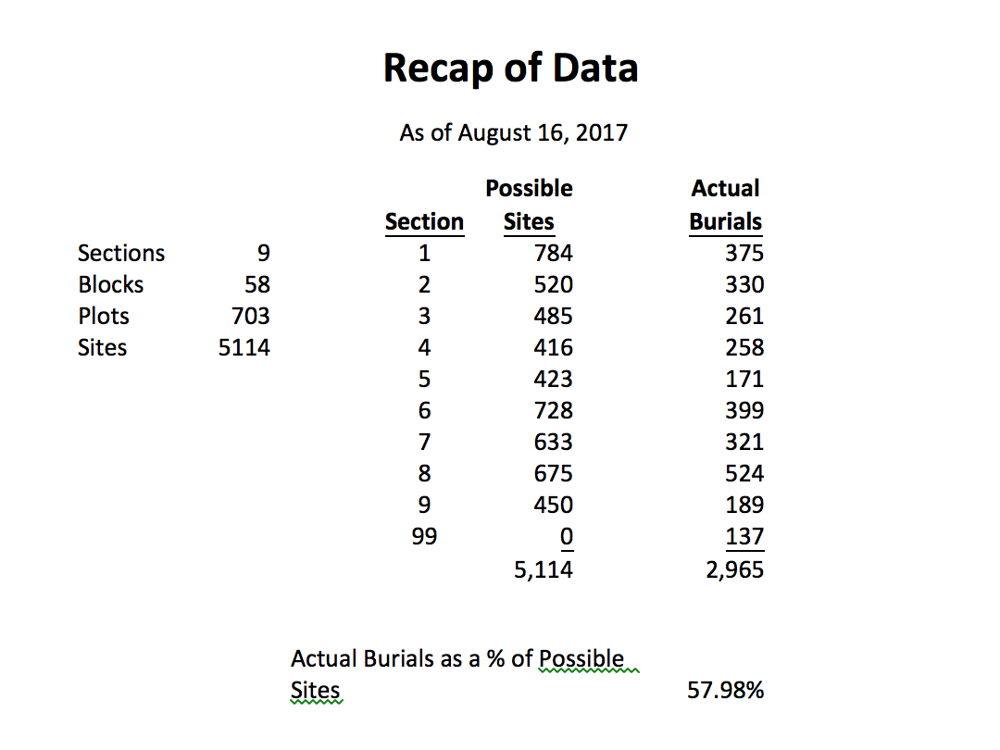 Recap of Data
As of August 16, 2017
Possible Actual
Section Sites Burials
Sections 9 1 784 375
Blocks 58 2 520 330
Plots 703 3 485 261
Sites 5114 4 416 258
5 423 171
6 728 399
7 633 321
8 675 524
9 450 189
99 0 137
5,114 2,965
Actual Burials as a % of Possible
Sites 57.98%